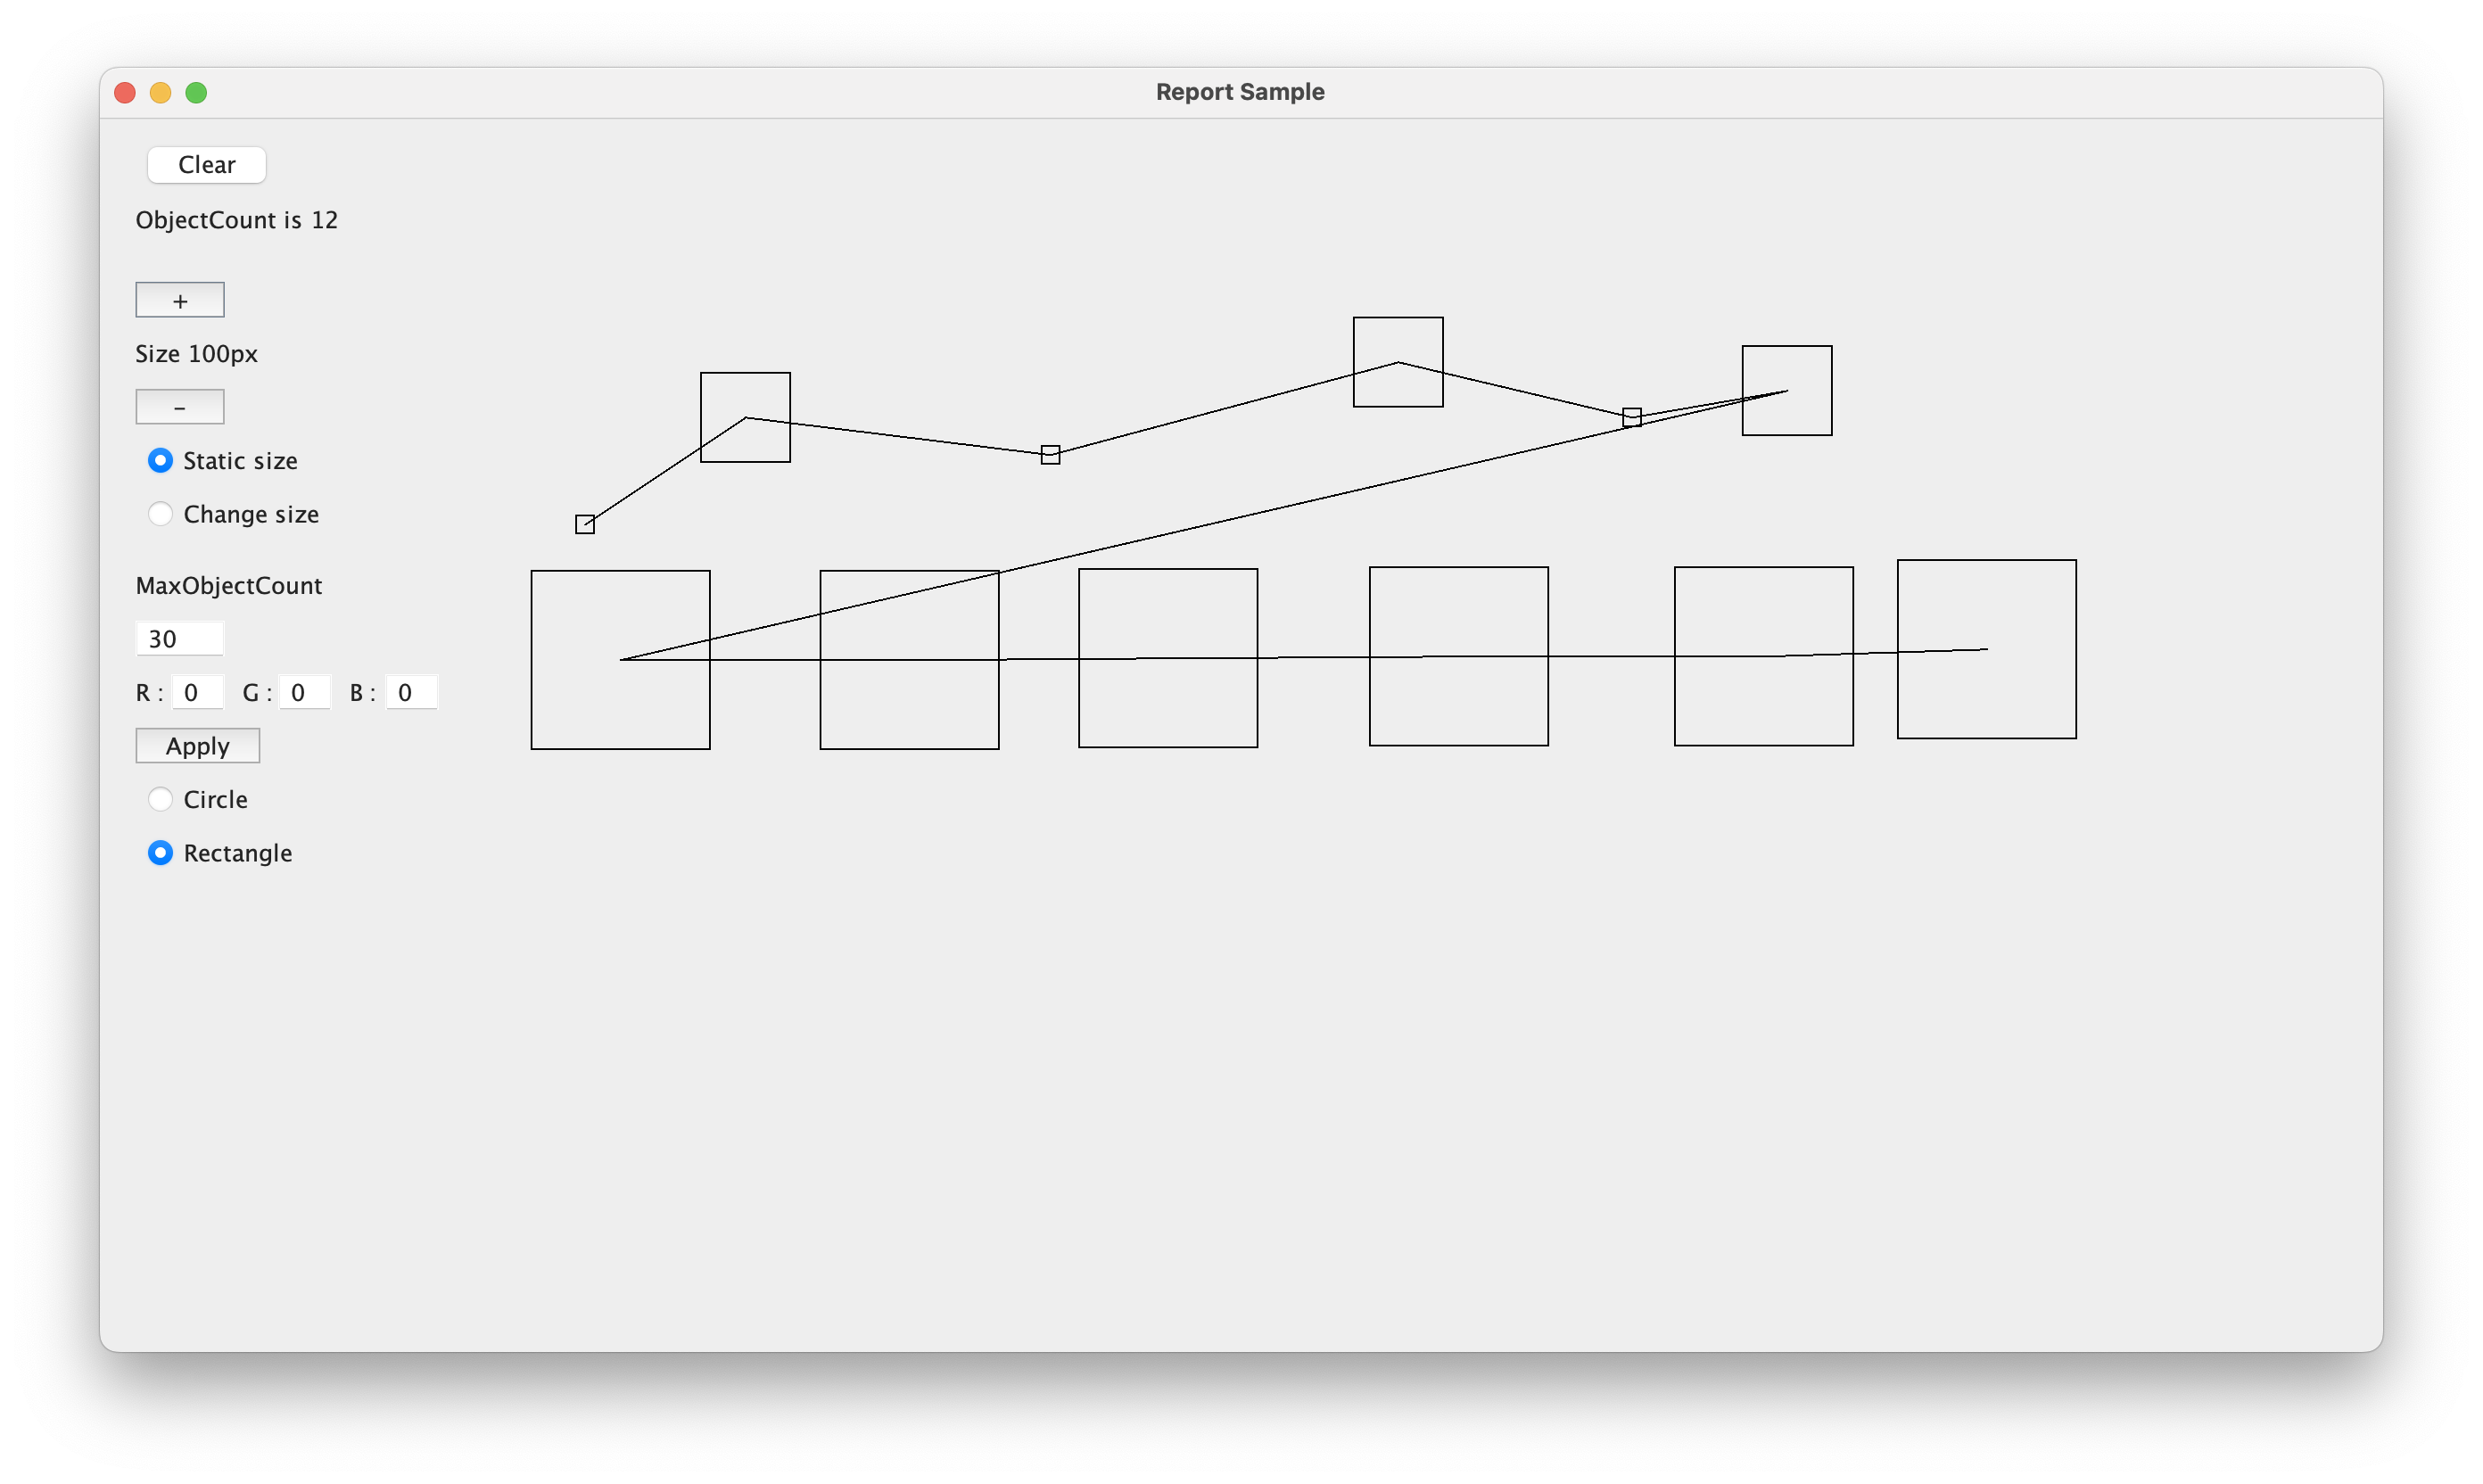 Report Sample
Clear
ObjectCount is 12
+
Size 100px
-
Static size
Change size
MaxObjectCount
30
R : 0 G : 0 B : 0
Apply
Circle
Rectangle